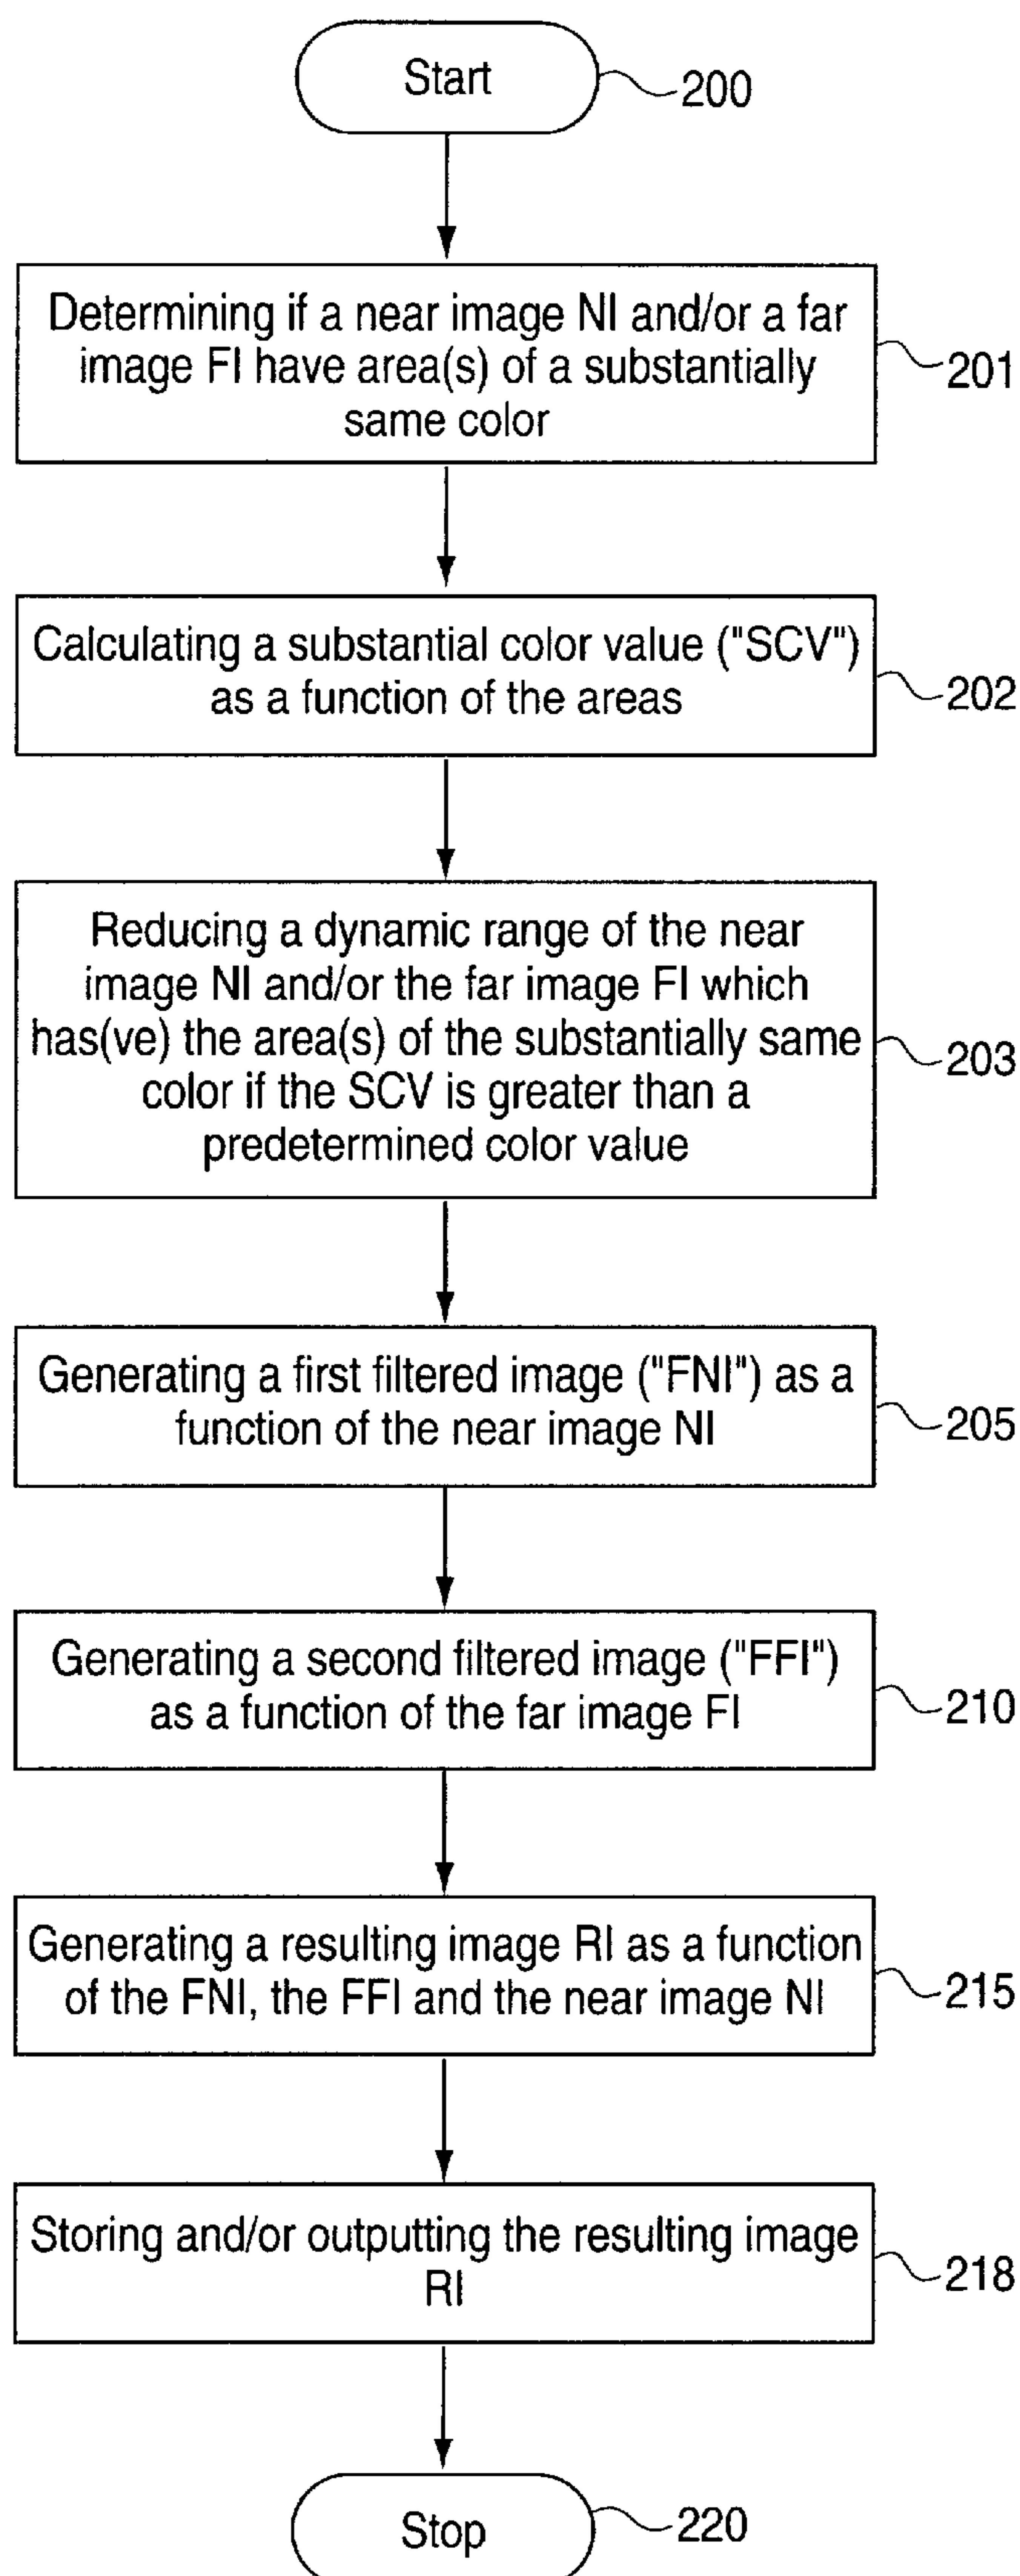 Start
200
Determining if a near image NI and/or a far
image FI have area(s) of a substantially
same color
201
Calculating a substantial color value ("SCV")
as a function of the areas
202
Reducing a dynamic range of the near
image NI and/or the far image FI which
has(ve) the area(s) of the substantially same
color if the SCV is greater than a
predetermined color value
203
Generating a first filtered image ("FNI") as a
function of the near image NI
205
Generating a second filtered image ("FFI")
as a function of the far image FI
210
Generating a resulting image RI as a function
of the FNI, the FFI and the near image NI
215
Storing and/or outputting the resulting image
RI
218
Stop
220